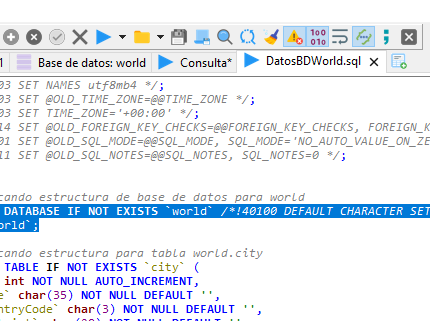 100
010
1
Base de datos: world
Consulta*
DatosBDWorld.sql
03 SET NAMES utf8mb4 */;
03 SET @OLD_TIME_ZONE=@@TIME_ZONE */;
03 SET TIME_ZONE='+00:00' */;
14 SET @OLD_FOREIGN_KEY_CHECKS=@@FOREIGN_KEY_CHECKS, FOREIGN_K
01 SET @OLD_SQL_MODE=@@SQL_MODE, SQL_MODE='NO_AUTO_VALUE_ON_ZE
11 SET @OLD_SQL_NOTES=@@SQL_NOTES, SQL_NOTES=0 */;
cando estructura de base de datos para world
DATABASE IF NOT EXISTS `world` /*!40100 DEFAULT CHARACTER SET
orld`;
cando estructura para tabla world.city
TABLE IF NOT EXISTS `city` (
int NOT NULL AUTO_INCREMENT,
e` char(35) NOT NULL DEFAULT '',
ntryCode` char(3) NOT NULL DEFAULT '',